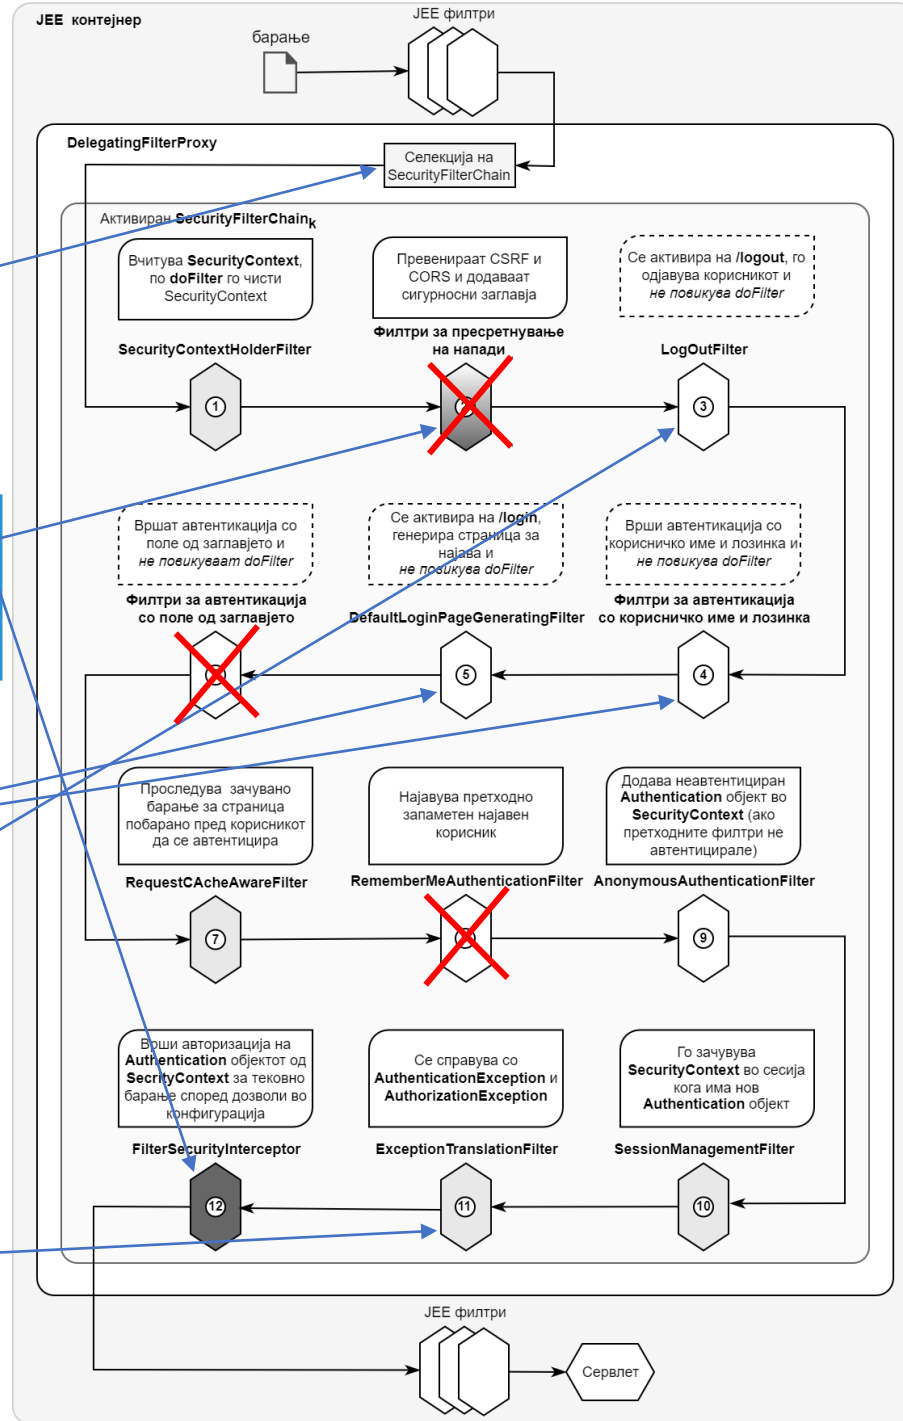 JEE контејнер
JEE филтри
барање
DelegatingFilterProxy
Селекција на
SecurityFilterChain
Активиран SecurityFilterChaink
Вчитува SecurityContext,
по doFilter го чисти
SecurityContext
Превенираат CSRF и
CORS и додаваат
сигурносни заглавја
Се активира на /logout, го
одјавува корисникот и
не повикува doFilter
SecurityContextHolderFilter
Филтри за пресретнување
на напади
LogOutFilter
1
3
Вршат автентикација со
поле од заглавјето и
не повикуваат doFilter
Се активира на /login,
генерира страница за
најава и
не повикува doFilter
Врши автентикација со
корисничко име и лозинка и
не повикува doFilter
Филтри за автентикација
со поле од заглавјето
DefaultLoginPageGeneratingFilter
Филтри за автентикација
со корисничко име и лозинка
5
4
Проследува зачувано
барање за страница
побарано пред корисникот
да се автентицира
Најавува претходно
запаметен најавен
корисник
Додава неавтентициран
Authentication објект во
SecurityContext (ако
претходните филтри не
автентицирале)
RequestCAcheAwareFilter
RememberMeAuthenticationFilter
AnonymousAuthenticationFilter
7
9
Врши авторизација на
Authentication објектот од
SecrityContext за тековно
барање според дозволи во
конфигурација
Се справува со
AuthenticationException и
AuthorizationException
Го зачувува
SecurityContext во сесија
кога има нов
Authentication објект
FilterSecurityInterceptor
ExceptionTranslationFilter
SessionManagementFilter
12
11
10
JEE филтри
Сервлет